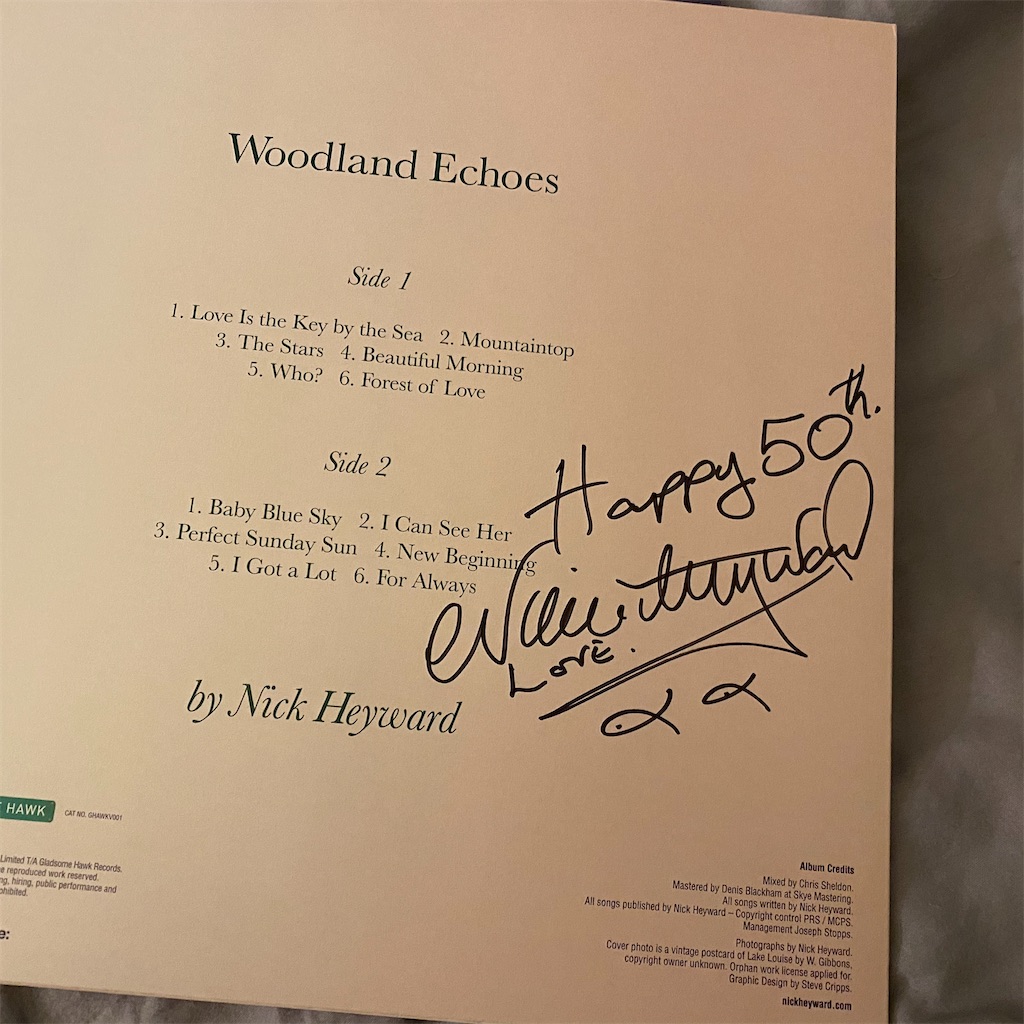 Woodland Echoes
Side 1
1. Love Is the Key by the Sea 2. Mountaintop
3. The Stars 4. Beautiful Morning
5. Who? 6. Forest of Love
Side 2
1. Baby Blue Sky 2. I Can See Her
3. Perfect Sunday Sun 4. New Beginning
5. I Got a Lot 6. For Always
by Nick Heyward
Happy 50th.
Nick Heyward
LOVE.
HAWK
CAT NO. GHAWKV001
Limited T/A Gladsome Hawk Records.
reproduced work reserved.
hiring, public performance and
Album Credits
Mixed by Chris Sheldon.
Mastered by Denis Blackham at Skye Mastering.
All songs written by Nick Heyward.
All songs published by Nick Heyward – Copyright control PRS / MCPS.
Management Joseph Stopps.
Photographs by Nick Heyward.
Cover photo is a vintage postcard of Lake Louise by W. Gibbons,
copyright owner unknown. Orphan work license applied for.
Graphic Design by Steve Cripps.
nickheyward.com